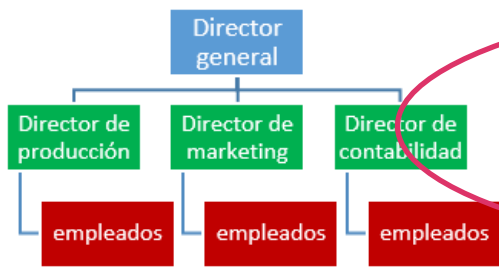 Director
general
Director de
producción
Director de
marketing
Director de
contabilidad
empleados
empleados
empleados